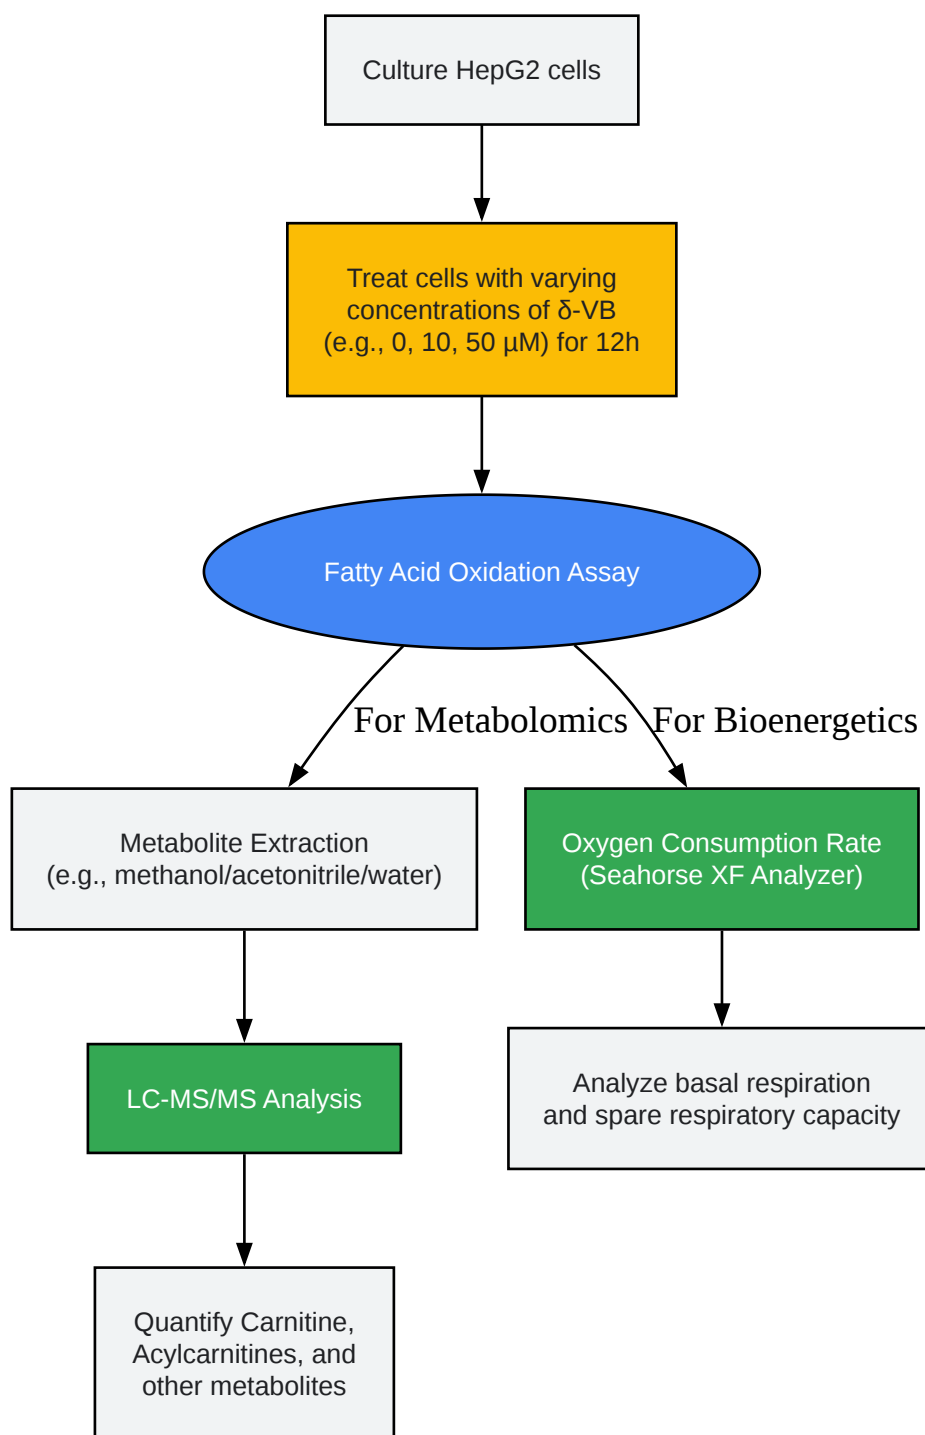 Culture HepG2 cells
Treat cells with varying
concentrations of δ-VB
(e.g., 0, 10, 50 µM) for 12h
Fatty Acid Oxidation Assay
For Metabolomics
For Bioenergetics
Metabolite Extraction
(e.g., methanol/acetonitrile/water)
Oxygen Consumption Rate
(Seahorse XF Analyzer)
LC-MS/MS Analysis
Analyze basal respiration
and spare respiratory capacity
Quantify Carnitine,
Acylcarnitines, and
other metabolites